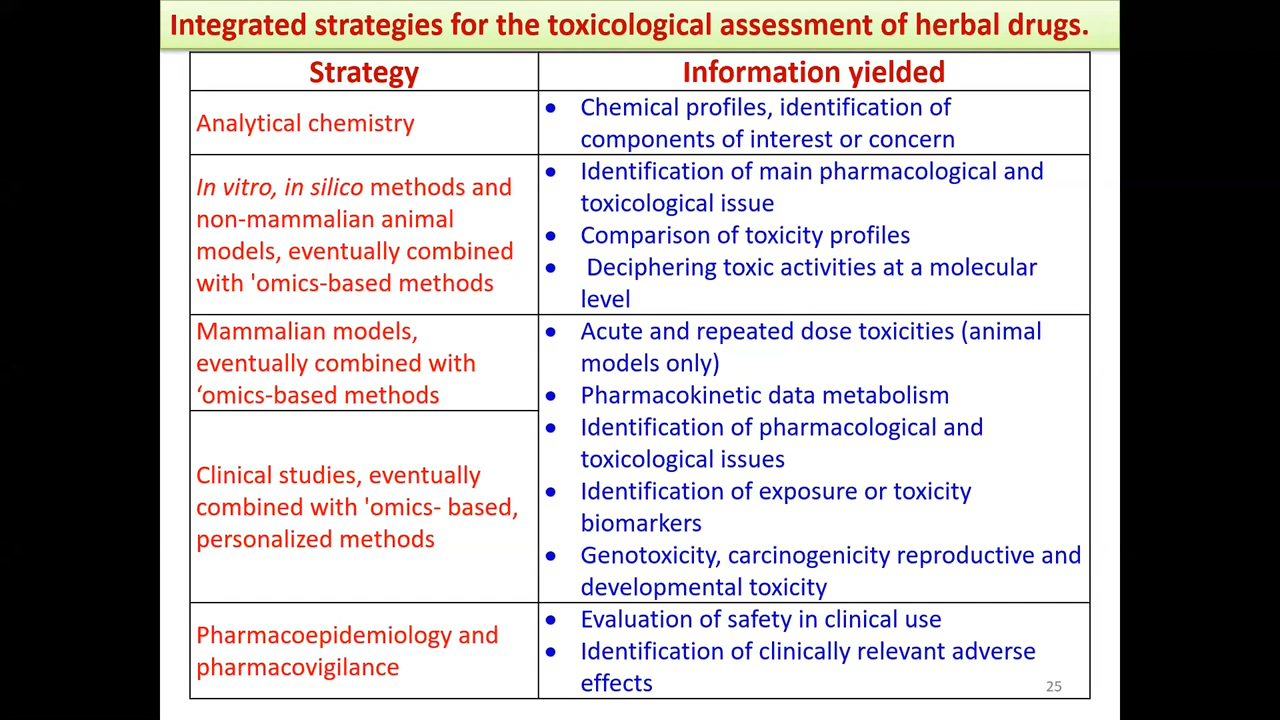 Integrated strategies for the toxicological assessment of herbal drugs.
Strategy
Information yielded
Analytical chemistry
• Chemical profiles, identification of
components of interest or concern
In vitro, in silico methods and
non-mammalian animal
models, eventually combined
with 'omics-based methods
• Identification of main pharmacological and
toxicological issue
• Comparison of toxicity profiles
• Deciphering toxic activities at a molecular
level
Mammalian models,
eventually combined with
‘omics-based methods
Clinical studies, eventually
combined with 'omics- based,
personalized methods
• Acute and repeated dose toxicities (animal
models only)
• Pharmacokinetic data metabolism
• Identification of pharmacological and
toxicological issues
• Identification of exposure or toxicity
biomarkers
• Genotoxicity, carcinogenicity reproductive and
developmental toxicity
Pharmacoepidemiology and
pharmacovigilance
• Evaluation of safety in clinical use
• Identification of clinically relevant adverse
effects
25